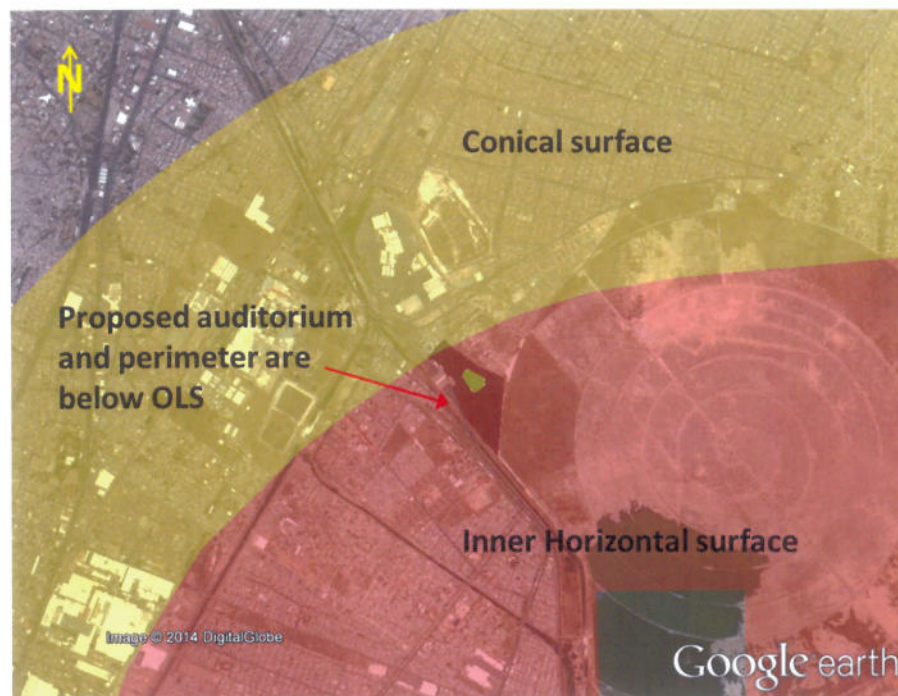 N
Conical surface
Proposed auditorium
and perimeter are
below OLS
Inner Horizontal surface
Image © 2014 DigitalGlobe
Google earth